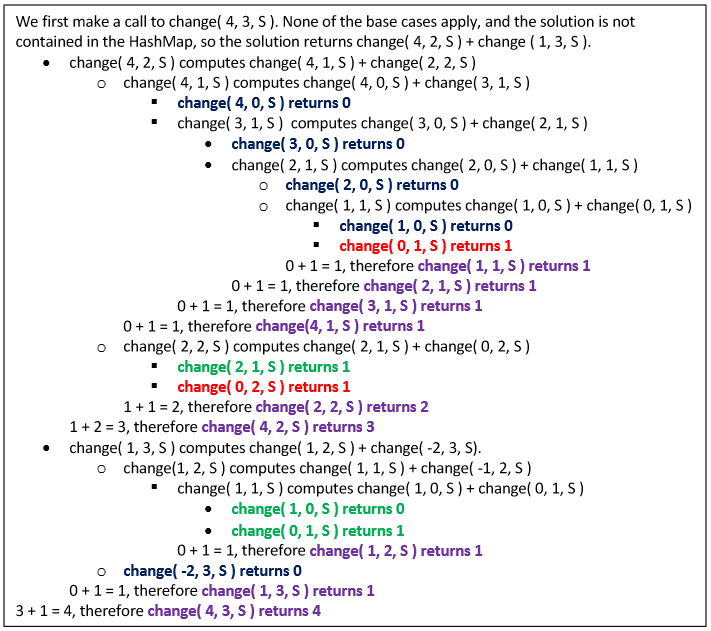 We first make a call to change( 4, 3, S ). None of the base cases apply, and the solution is not
contained in the HashMap, so the solution returns change( 4, 2, S ) + change ( 1, 3, S ).
• change( 4, 2, S ) computes change( 4, 1, S ) + change( 2, 2, S )
o change( 4, 1, S ) computes change( 4, 0, S ) + change( 3, 1, S )
▪ change( 4, 0, S ) returns 0
▪ change( 3, 1, S )  computes change( 3, 0, S ) + change( 2, 1, S )
• change( 3, 0, S ) returns 0
• change( 2, 1, S ) computes change( 2, 0, S ) + change( 1, 1, S )
o change( 2, 0, S ) returns 0
o change( 1, 1, S ) computes change( 1, 0, S ) + change( 0, 1, S )
▪ change( 1, 0, S ) returns 0
▪ change( 0, 1, S ) returns 1
0 + 1 = 1, therefore change( 1, 1, S ) returns 1
0 + 1 = 1, therefore change( 2, 1, S ) returns 1
0 + 1 = 1, therefore change( 3, 1, S ) returns 1
0 + 1 = 1, therefore change(4, 1, S ) returns 1
o change( 2, 2, S ) computes change( 2, 1, S ) + change( 0, 2, S )
▪ change( 2, 1, S ) returns 1
▪ change( 0, 2, S ) returns 1
1 + 1 = 2, therefore change( 2, 2, S ) returns 2
1 + 2 = 3, therefore change( 4, 2, S ) returns 3
• change( 1, 3, S ) computes change( 1, 2, S ) + change( -2, 3, S).
o change(1, 2, S ) computes change( 1, 1, S ) + change( -1, 2, S )
▪ change( 1, 1, S ) computes change( 1, 0, S ) + change( 0, 1, S )
• change( 1, 0, S ) returns 0
• change( 0, 1, S ) returns 1
0 + 1 = 1, therefore change( 1, 2, S ) returns 1
o change( -2, 3, S ) returns 0
0 + 1 = 1, therefore change( 1, 3, S ) returns 1
3 + 1 = 4, therefore change( 4, 3, S ) returns 4